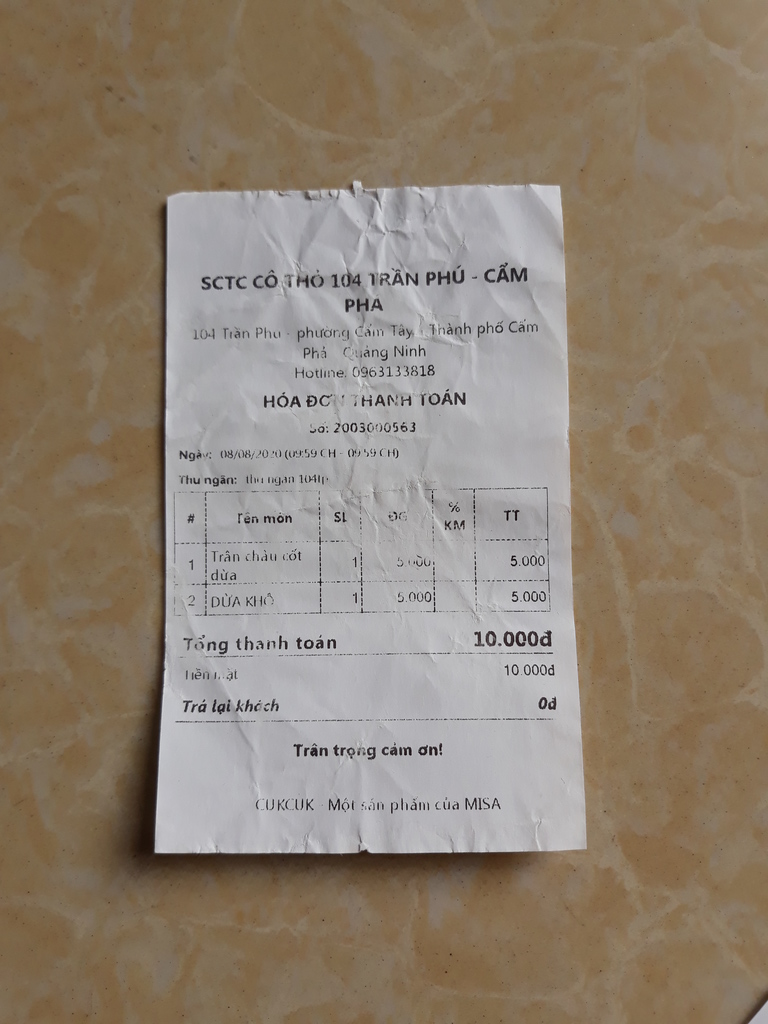 SCTC CÔ THỎ 104 TRẦN PHÚ - CẨM
PHA
104 Trần Phú - phường Cẩm Tây, Thành phố Cẩm
Phả Quảng Ninh
Hotline: 0963133818
HÓA ĐƠN THANH TOÁN
Số: 2003000563
Ngày: 08/08/2020 (09:59 CH - 09:59 CH)
Thu ngân: thu ngan 104tp
# Tên món SL ĐG % KM TT
1 Trân châu cốt dừa 1 5.000 5.000
2 DỪA KHÔ 1 5.000 5.000
Tổng thanh toán 10.000đ
Tiền mặt 10.000đ
Trả lại khách 0đ
Trân trọng cảm ơn!
CUKCUK - Một sản phẩm của MISA